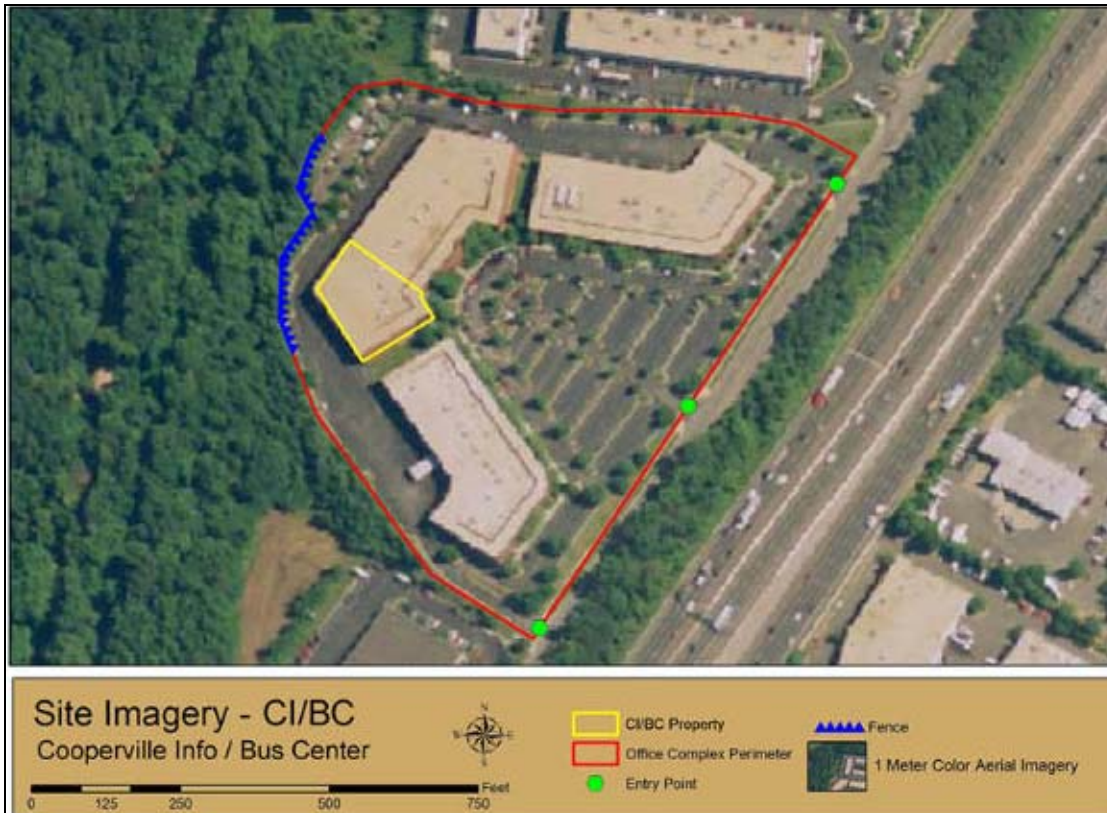 Site Imagery - CI/BC
Cooperville Info / Bus Center
0 125 250 500 750
Feet
N
E
S
CI/BC Property
Office Complex Perimeter
Entry Point
Fence
1 Meter Color Aerial Imagery